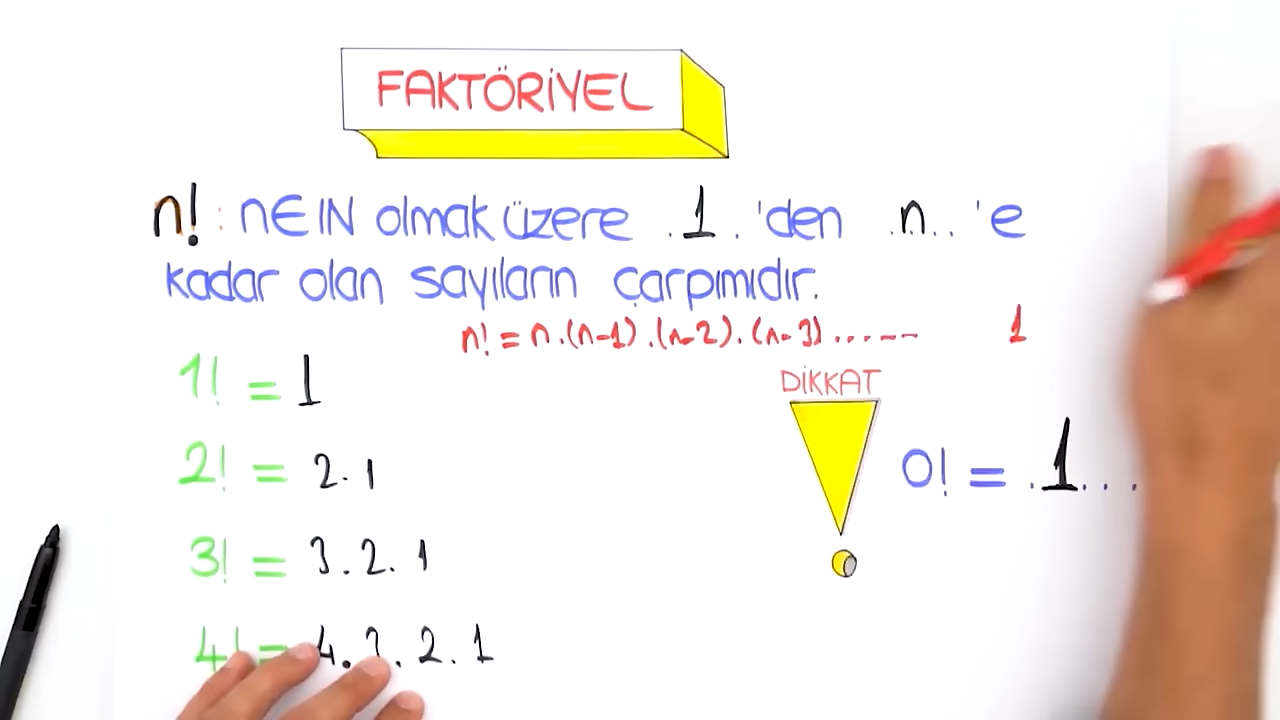 FAKTÖRİYEL
n! : n∈IN olmak üzere .1. 'den .n.. 'e
kadar olan sayıların çarpımıdır.
n! = n.(n-1).(n-2).(n-3)......-- 1
1! = 1
2! = 2.1
3! = 3.2.1
4! = 4.3.2.1
DİKKAT
0! = .1...